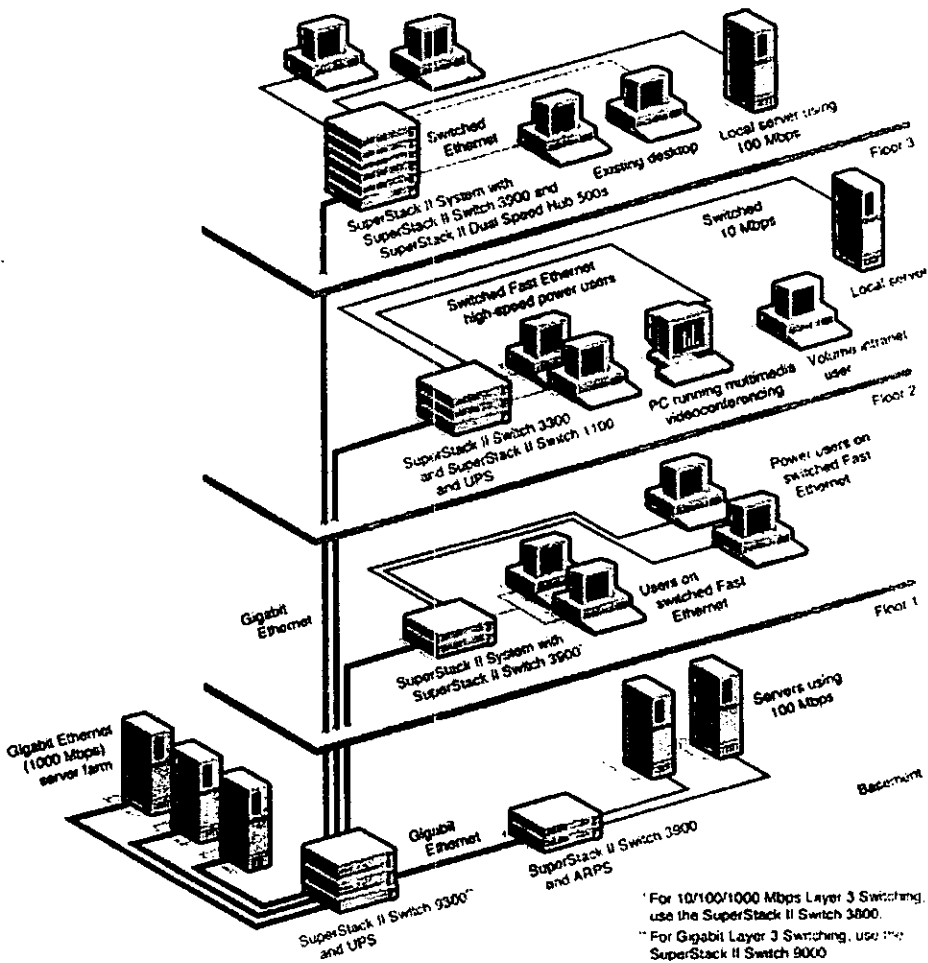 Switched
Ethernet
Existing desktop
Local server using
100 Mbps
Floor 3
SuperStack II System with
SuperStack II Switch 3900 and
SuperStack II Dual Speed Hub 500s
Switched
10 Mbps
Local server
Switched Fast Ethernet
high-speed power users
Volume intranet
user
PC running multimedia
videoconferencing
Floor 2
SuperStack II Switch 3300
and SuperStack II Switch 1100
and UPS
Power users on
switched Fast
Ethernet
Gigabit
Ethernet
Users on
switched Fast
Ethernet
Floor 1
SuperStack II System with
SuperStack II Switch 3900*
Servers using
100 Mbps
Gigabit Ethernet
(1000 Mbps)
server farm
Basement
Gigabit
Ethernet
SuperStack II Switch 3900
and ARPS
SuperStack II Switch 9300**
and UPS
* For 10/100/1000 Mbps Layer 3 Switching,
use the SuperStack II Switch 3800.
** For Gigabit Layer 3 Switching, use the
SuperStack II Switch 9000